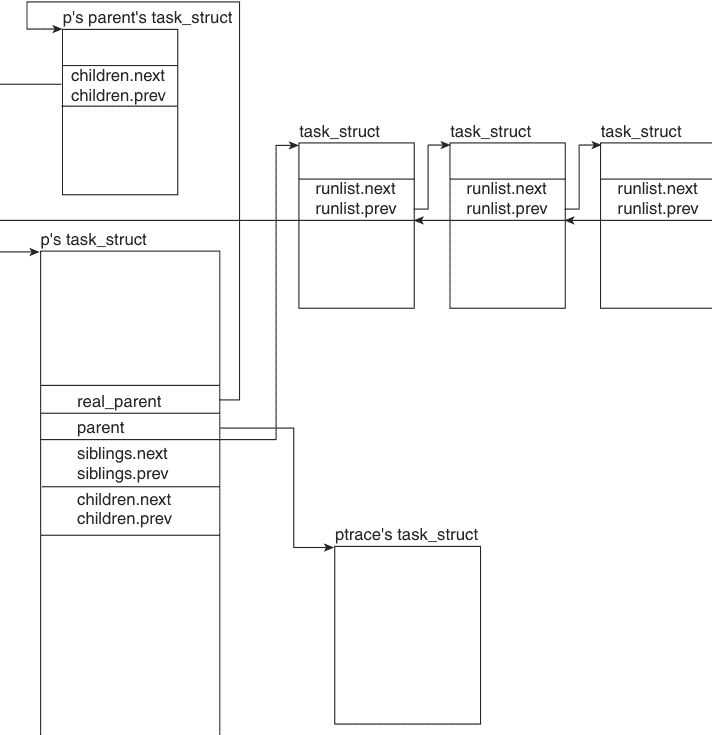 p's parent's task_struct
children.next
children.prev
task_struct
runlist.next
runlist.prev
task_struct
runlist.next
runlist.prev
task_struct
runlist.next
runlist.prev
p's task_struct
real_parent
parent
siblings.next
siblings.prev
children.next
children.prev
ptrace's task_struct